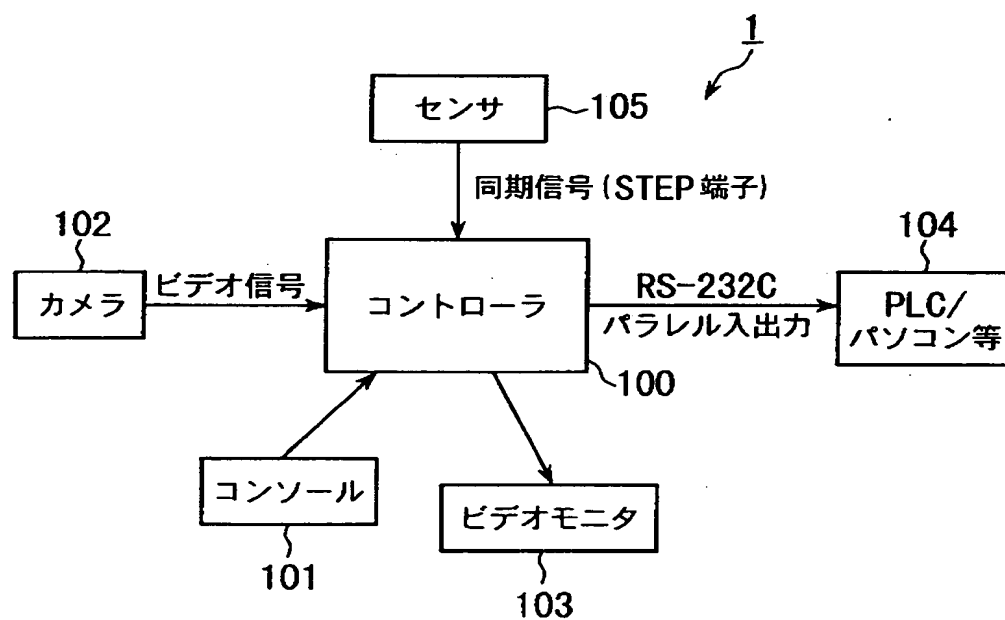 1
センサ
105
同期信号(STEP端子)
102
104
カメラ
ビデオ信号
コントローラ
RS-232C
パラレル入出力
PLC/
パソコン等
100
コンソール
ビデオモニタ
101
103